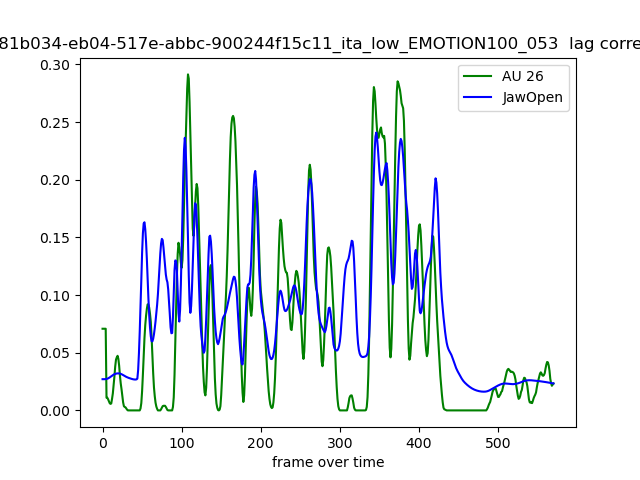 81b034-eb04-517e-abbc-900244f15c11_ita_low_EMOTION100_053 lag corre
AU 26
JawOpen
0.30
0.25
0.20
0.15
0.10
0.05
0.00
0 100 200 300 400 500
frame over time